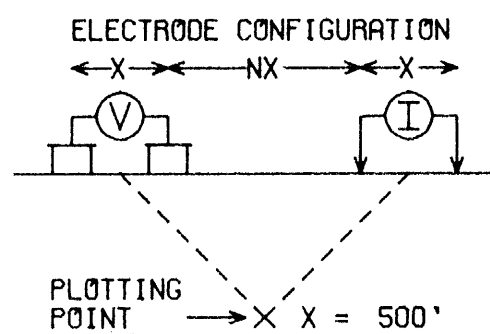 ELECTRODE CONFIGURATION
X NX X
V I
PLOTTING
POINT X X = 500'